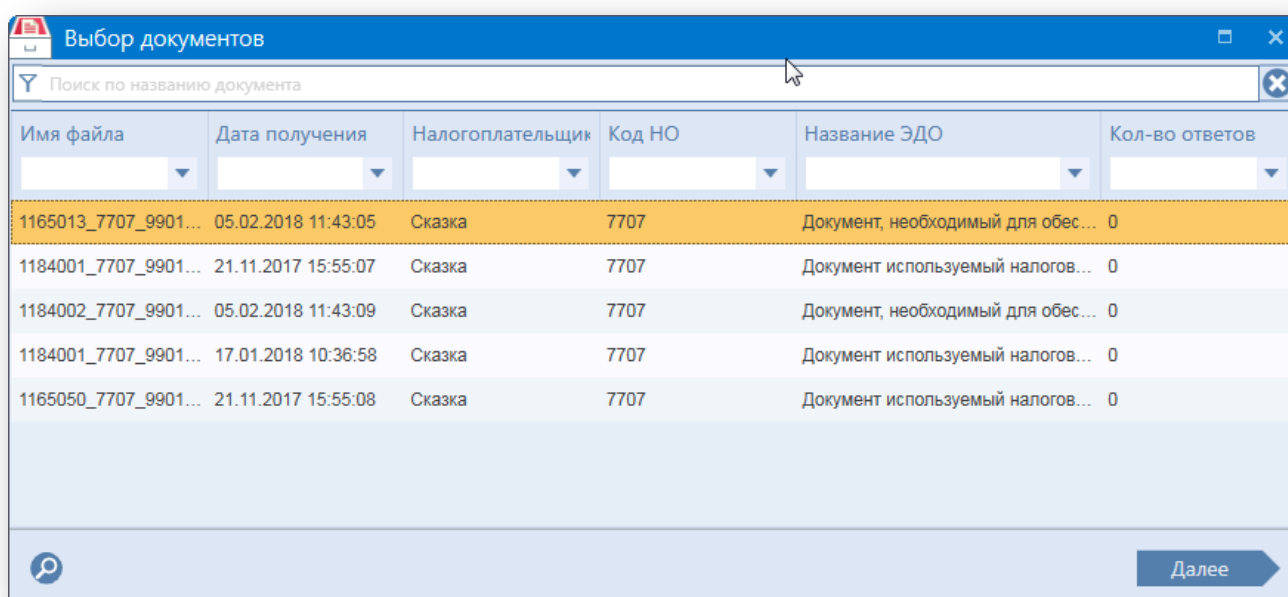 Выбор документов
Поиск по названию документа
Имя файла Дата получения Налогоплательщик Код НО Название ЭДО Кол-во ответов
1165013_7707_9901... 05.02.2018 11:43:05 Сказка 7707 Документ, необходимый для обес... 0
1184001_7707_9901... 21.11.2017 15:55:07 Сказка 7707 Документ используемый налогов... 0
1184002_7707_9901... 05.02.2018 11:43:09 Сказка 7707 Документ, необходимый для обес... 0
1184001_7707_9901... 17.01.2018 10:36:58 Сказка 7707 Документ используемый налогов... 0
1165050_7707_9901... 21.11.2017 15:55:08 Сказка 7707 Документ используемый налогов... 0
Далее